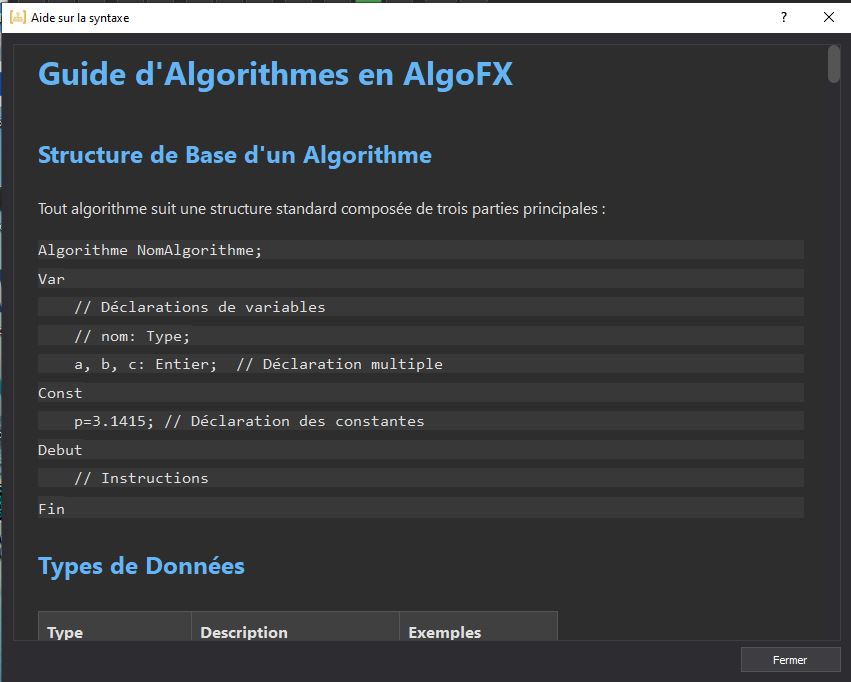 Aide sur la syntaxe
Guide d'Algorithmes en AlgoFX
Structure de Base d'un Algorithme
Tout algorithme suit une structure standard composée de trois parties principales :
Algorithme NomAlgorithme;
Var
    // Déclarations de variables
    // nom: Type;
    a, b, c: Entier;  // Déclaration multiple
Const
    p=3.1415; // Déclaration des constantes
Debut
    // Instructions
Fin
Types de Données
Type Description Exemples
Fermer